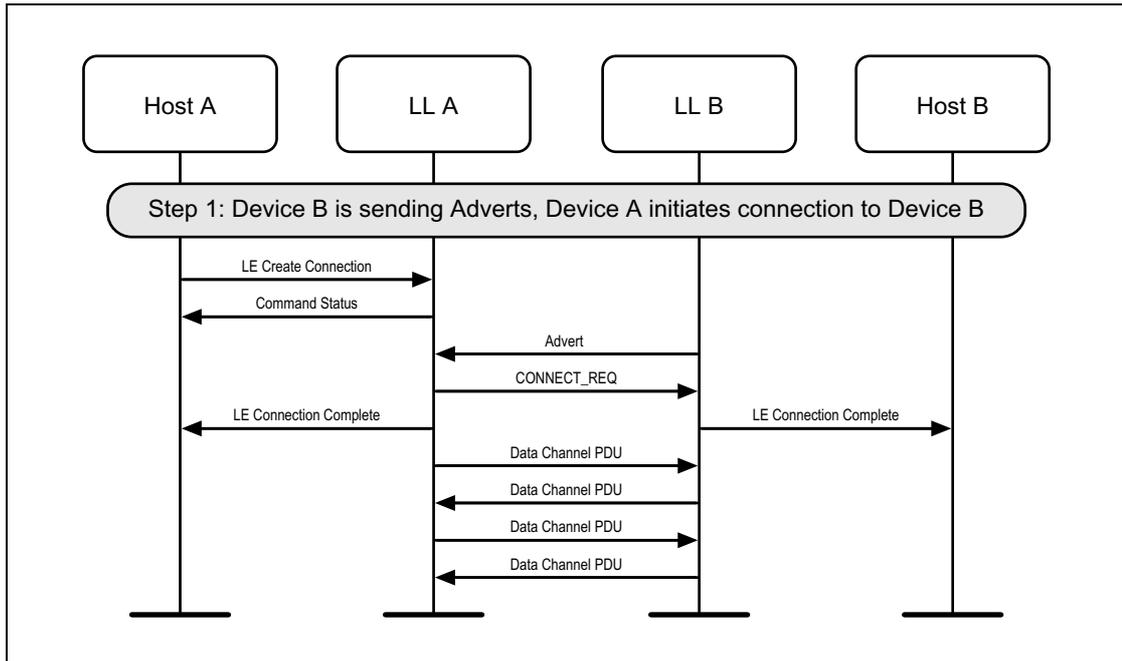 Host A
LL A
LL B
Host B
Step 1: Device B is sending Adverts, Device A initiates connection to Device B
LE Create Connection
Command Status
Advert
CONNECT_REQ
LE Connection Complete
LE Connection Complete
Data Channel PDU
Data Channel PDU
Data Channel PDU
Data Channel PDU